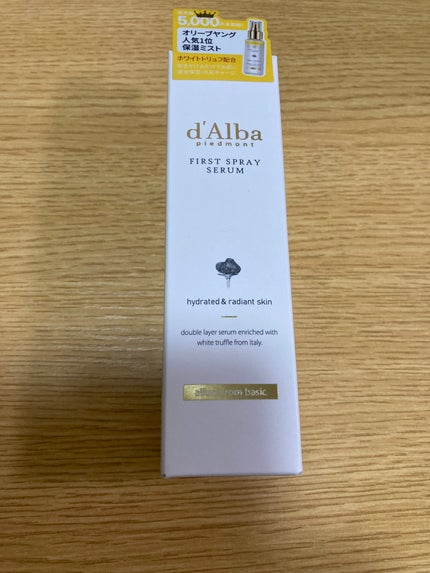 5,000
オリーブヤング
人気1位
保湿ミスト
ホワイトトリュフ配合
d'Alba
piedmont
FIRST SPRAY
SERUM
hydrated & radiant skin
double layer serum enriched with
white truffle from Italy.
from basic